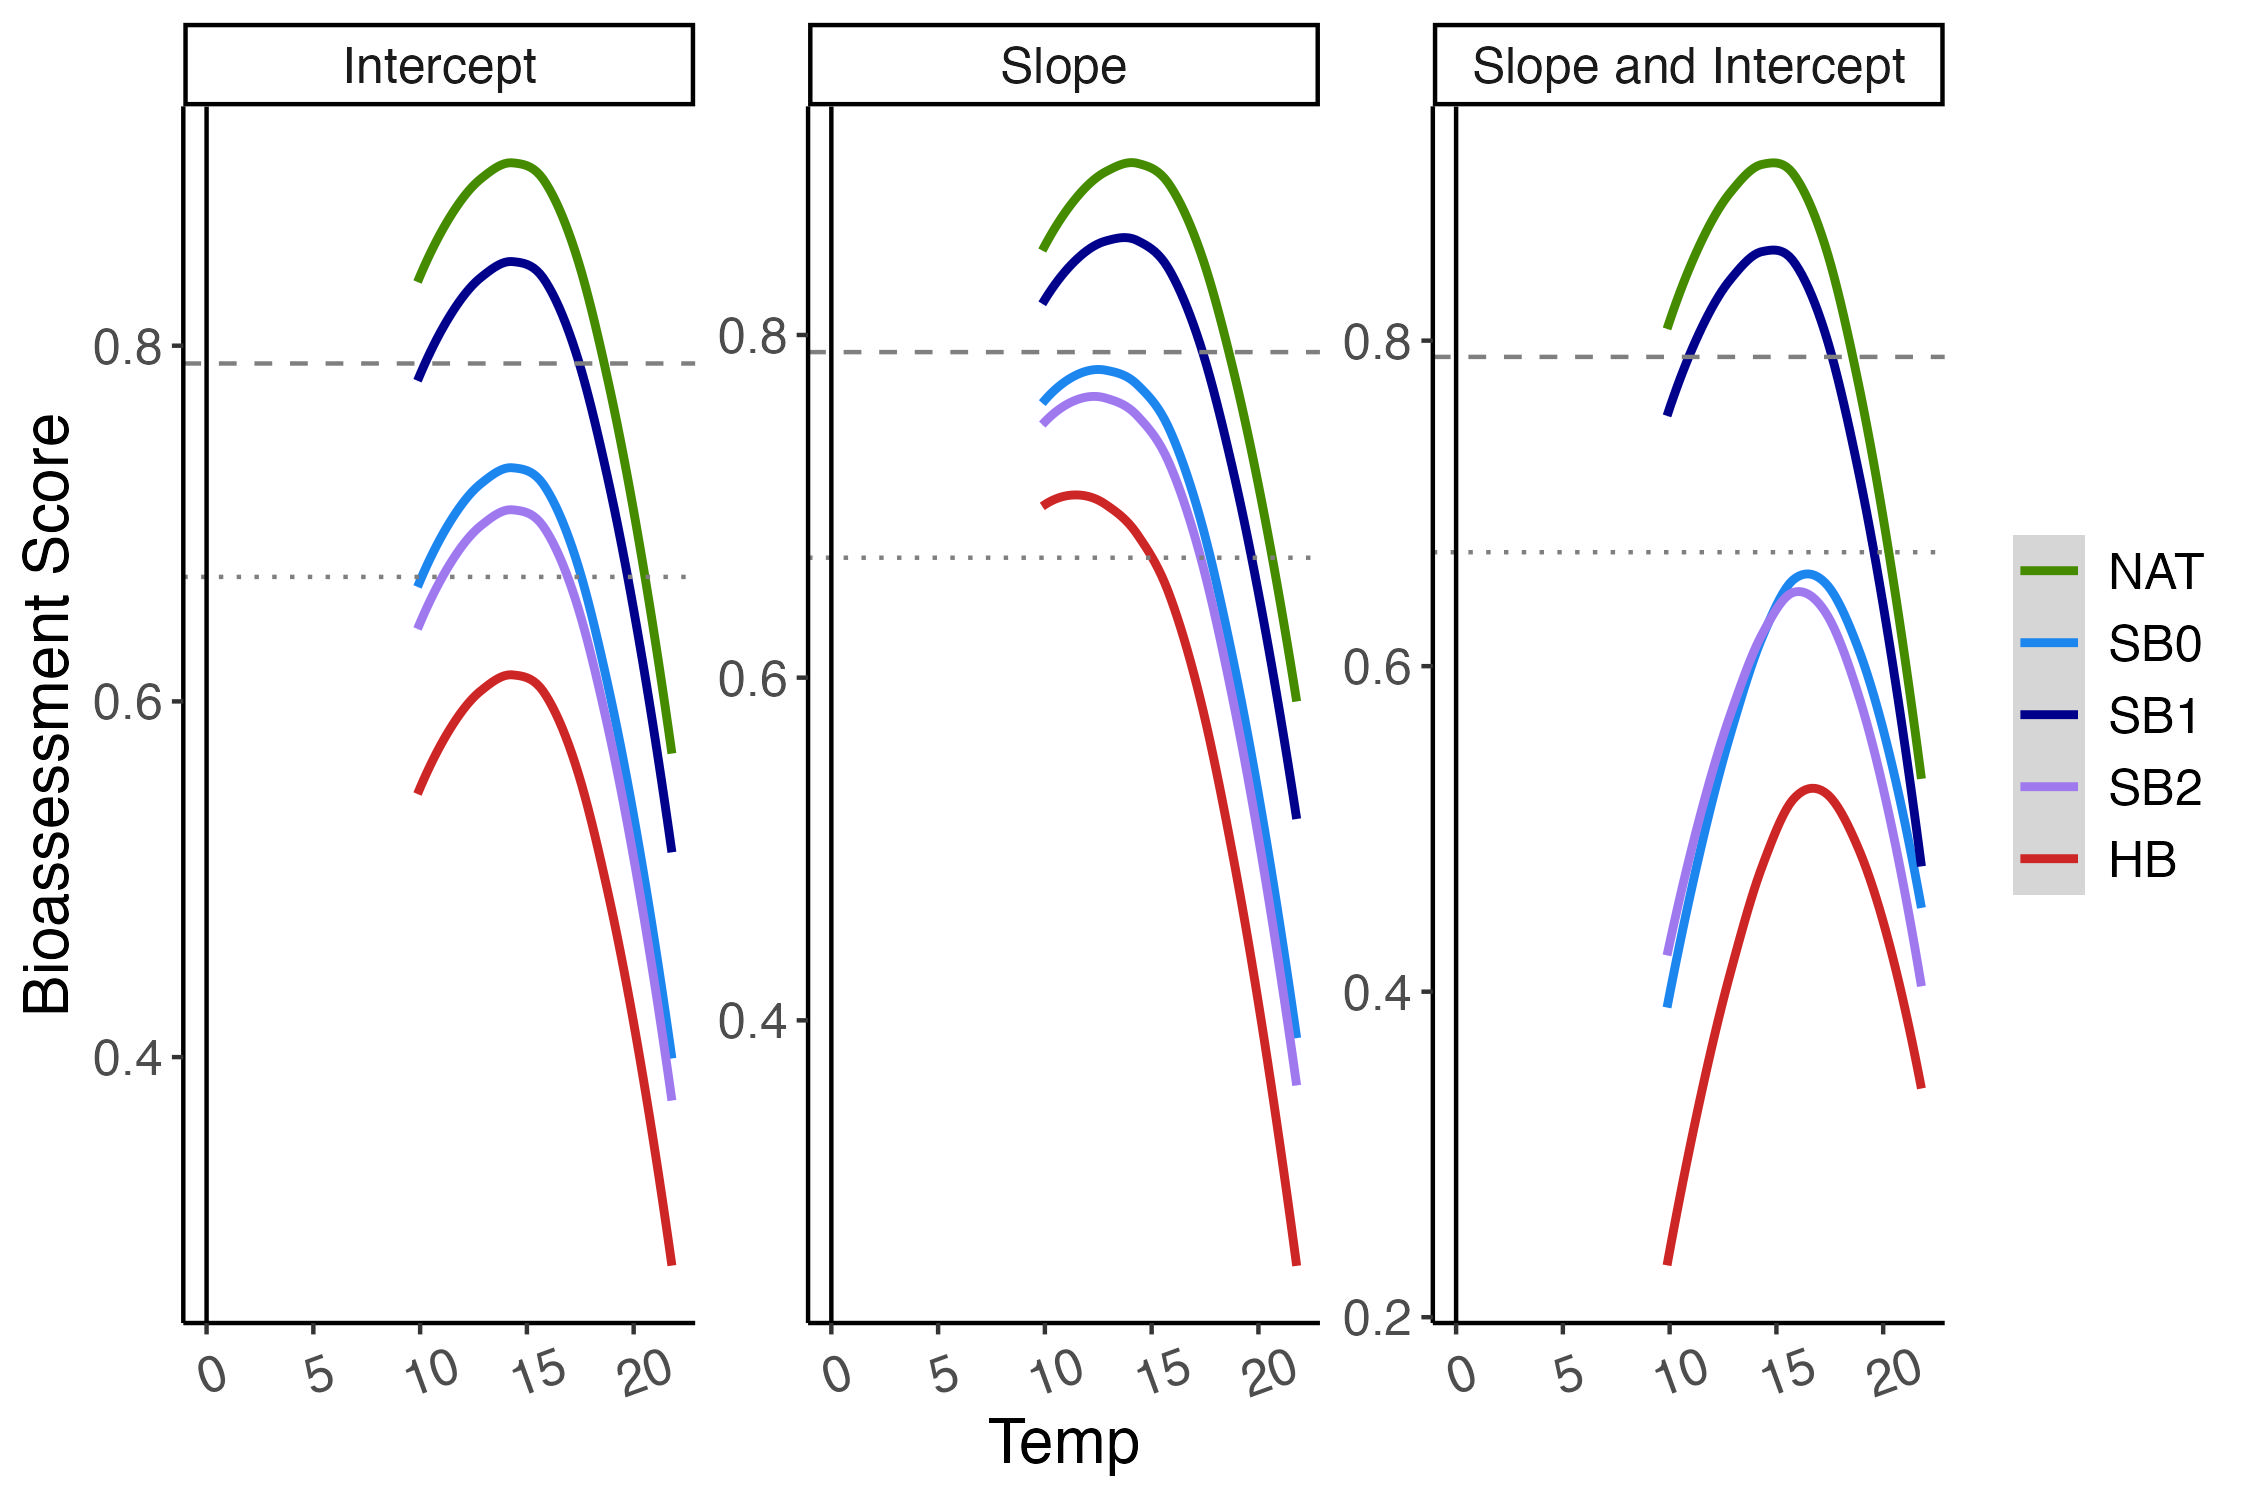 Intercept
Slope
Slope and Intercept
Bioassessment Score
0.8
0.6
0.4
0.8
0.6
0.4
0.8
0.6
0.4
0.2
0 5 10 15 20
0 5 10 15 20
0 5 10 15 20
Temp
NAT
SB0
SB1
SB2
HB